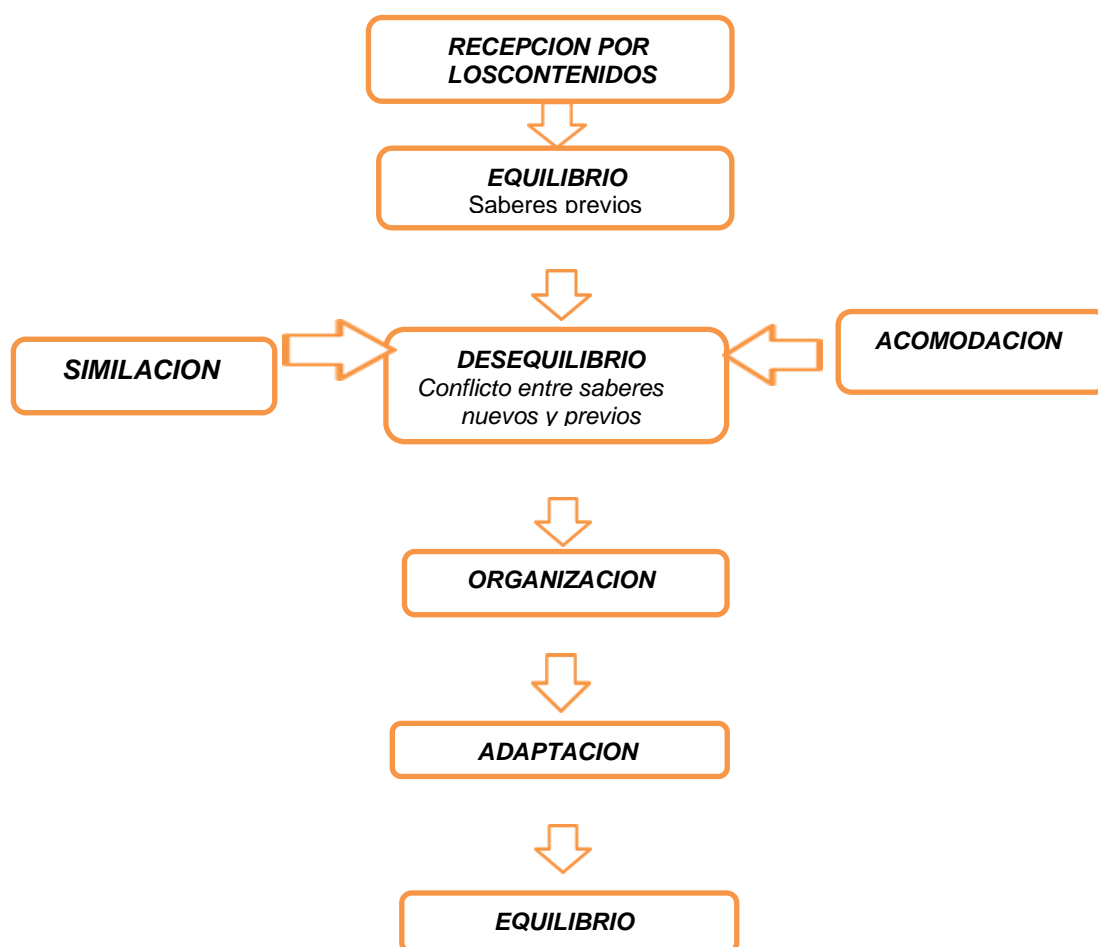 RECEPCION POR
LOSCONTENIDOS
EQUILIBRIO
Saberes previos
SIMILACION
DESEQUILIBRIO
Conflicto entre saberes
nuevos y previos
ACOMODACION
ORGANIZACION
ADAPTACION
EQUILIBRIO